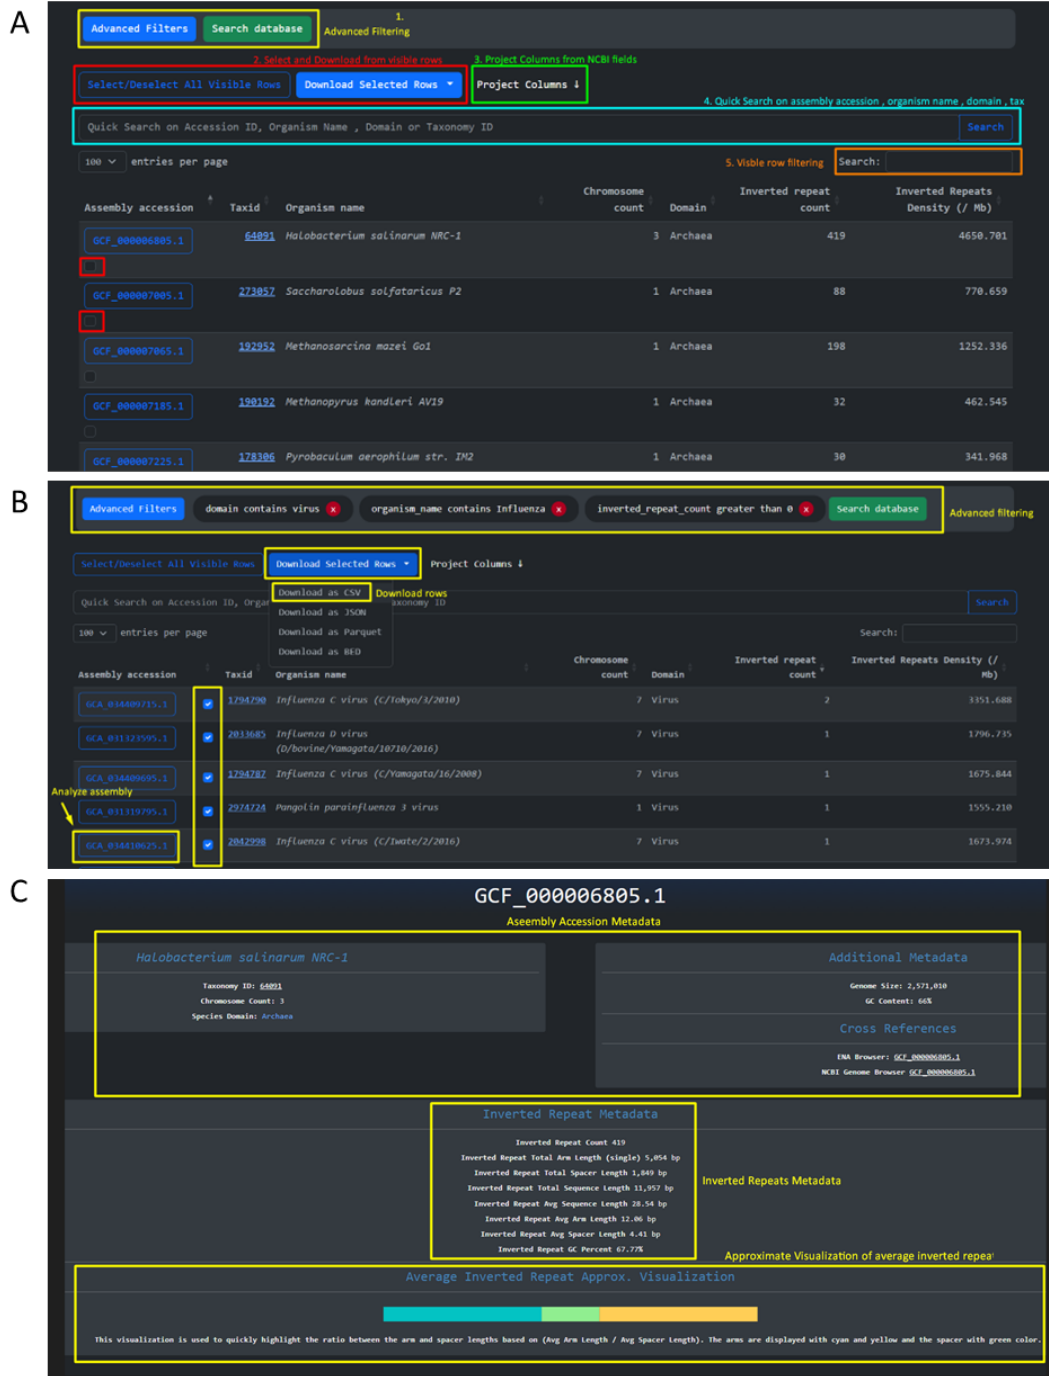 A
Advanced Filters Search database
1.
Advanced Filtering
2. Select and Download from visible rows
3. Project Columns from NCBI fields
Select/Deselect All Visible Rows Download Selected Rows Project Columns ↓
4. Quick Search on assembly accession , organism name , domain , tax
Quick Search on Accession ID, Organism Name , Domain or Taxonomy ID Search
100 entries per page
5. Visble row filtering Search:
Assembly accession Taxid Organism name Chromosome count Domain Inverted repeat count Inverted Repeats Density (/ Mb)
GCF_000006805.1 64091 Halobacterium salinarum NRC-1 3 Archaea 419 4650.701
GCF_000007005.1 273057 Saccharolobus solfataricus P2 1 Archaea 88 770.659
GCF_000007065.1 192952 Methanosarcina mazei Go1 1 Archaea 198 1252.336
GCF_000007185.1 190192 Methanopyrus kandleri AV19 1 Archaea 32 462.545
GCF_000007225.1 178306 Pyrobaculum aerophilum str. IM2 1 Archaea 30 341.968
B
Advanced Filters domain contains virus x organism_name contains Influenza x inverted_repeat_count greater than 0 x Search database
Advanced filtering
Select/Deselect All Visible Rows Download Selected Rows Project Columns ↓
Download as CSV Download rows
Quick Search on Accession ID, Organ axonomy ID Search
Download as JSON
100 entries per page Download as Parquet Search:
Download as BED
Assembly accession Taxid Organism name Chromosome count Domain Inverted repeat count Inverted Repeats Density (/ Mb)
GCA_034409715.1 1794790 Influenza C virus (C/Tokyo/3/2010) 7 Virus 2 3351.688
GCA_031323595.1 2033685 Influenza D virus (D/bovine/Yamagata/10710/2016) 7 Virus 1 1796.735
GCA_034409695.1 1794787 Influenza C virus (C/Yamagata/16/2008) 7 Virus 1 1675.844
Analyze assembly
GCA_031319795.1 2974724 Pangolin parainfluenza 3 virus 1 Virus 1 1555.210
GCA_034410625.1 2042998 Influenza C virus (C/Iwate/2/2016) 7 Virus 1 1673.974
C
GCF_000006805.1
Aseembly Accession Metadata
Halobacterium salinarum NRC-1
Taxonomy ID: 64091
Chromosome Count: 3
Species Domain: Archaea
Additional Metadata
Genome Size: 2,571,010
GC Content: 66%
Cross References
ENA Browser: GCF_000006805.1
NCBI Genome Browser GCF_000006805.1
Inverted Repeat Metadata
Inverted Repeat Count 419
Inverted Repeat Total Arm Length (single) 5,054 bp
Inverted Repeat Total Spacer Length 1,849 bp
Inverted Repeat Total Sequence Length 11,957 bp
Inverted Repeat Avg Sequence Length 28.54 bp
Inverted Repeat Avg Arm Length 12.06 bp
Inverted Repeat Avg Spacer Length 4.41 bp
Inverted Repeat GC Percent 67.77%
Inverted Repeats Metadata
Approximate Visualization of average inverted repeat
Average Inverted Repeat Approx. Visualization
This visualization is used to quickly highlight the ratio between the arm and spacer lengths based on (Avg Arm Length / Avg Spacer Length). The arms are displayed with cyan and yellow and the spacer with green color.